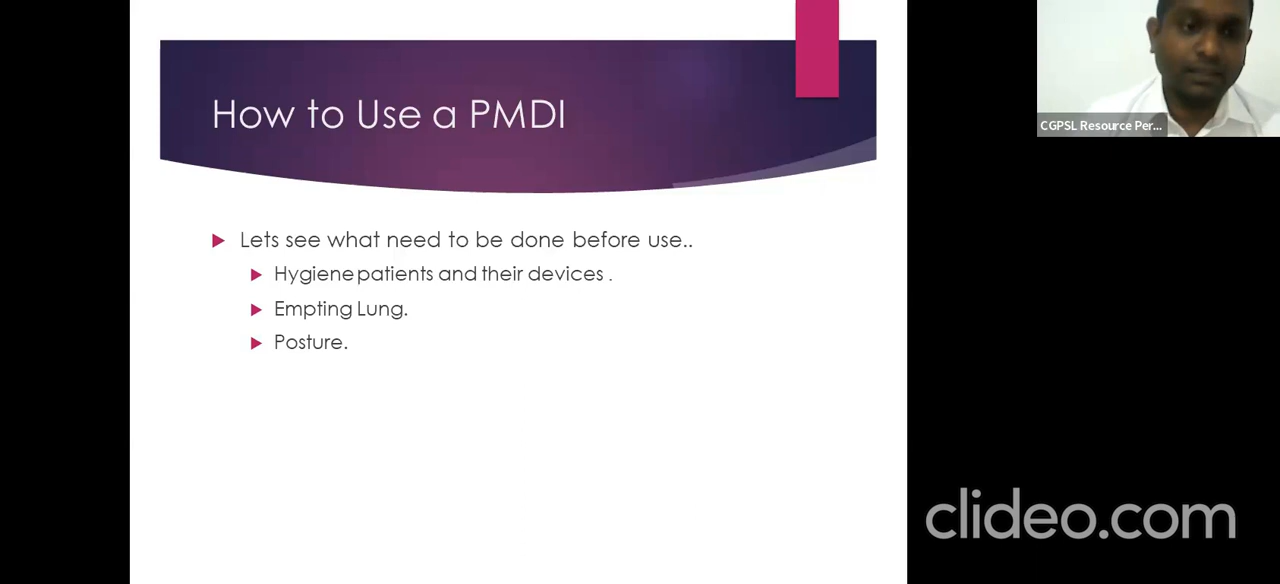 How to Use a PMDI
CGPSL Resource Per...
Lets see what need to be done before use..
Hygiene patients and their devices .
Empting Lung.
Posture.
clideo.com